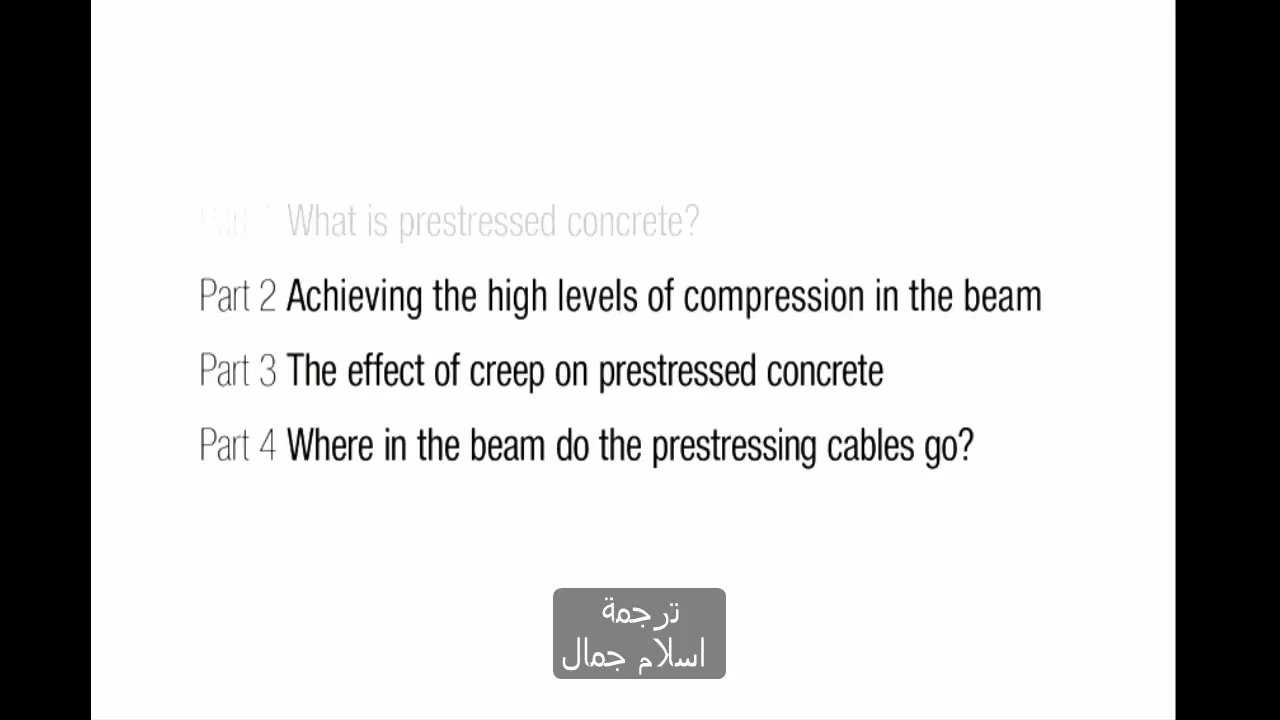 Part 1 What is prestressed concrete?
Part 2 Achieving the high levels of compression in the beam
Part 3 The effect of creep on prestressed concrete
Part 4 Where in the beam do the prestressing cables go?
ترجمة
اسلام جمال